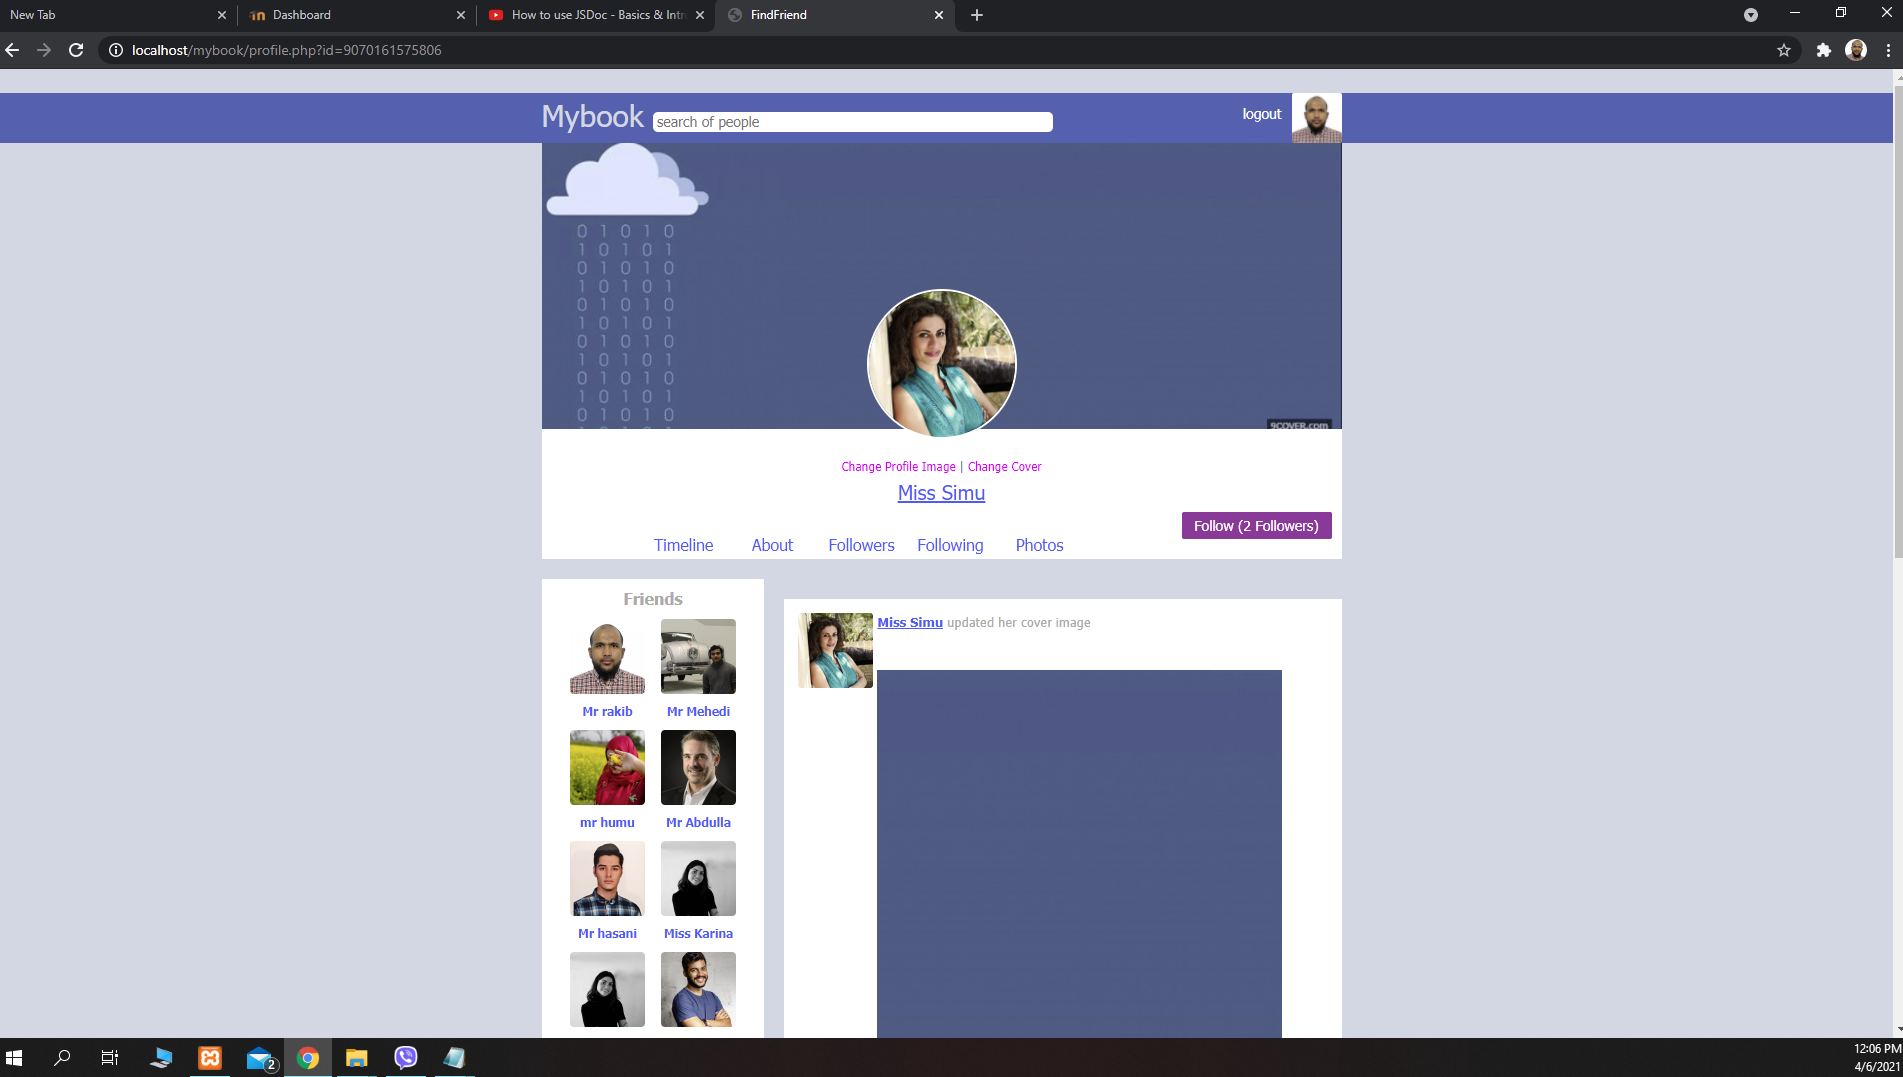 New Tab
Dashboard
How to use JSDoc - Basics & Intr
FindFriend
localhost/mybook/profile.php?id=9070161575806
Mybook
search of people
logout
0 1 0 1 0
1 0 1 0 1
0 1 0 1 0
1 0 1 0 1
0 1 0 1 0
1 0 1 0 1
0 1 0 1 0
1 0 1 0 1
0 1 0 1 0
1 0 1 0 1
0 1 0 1 0
9COVER.com
Change Profile Image | Change Cover
Miss Simu
Follow (2 Followers)
Timeline About Followers Following Photos
Friends
Mr rakib Mr Mehedi
mr humu Mr Abdulla
Mr hasani Miss Karina
Miss Simu updated her cover image
2
12:06 PM
4/6/2021